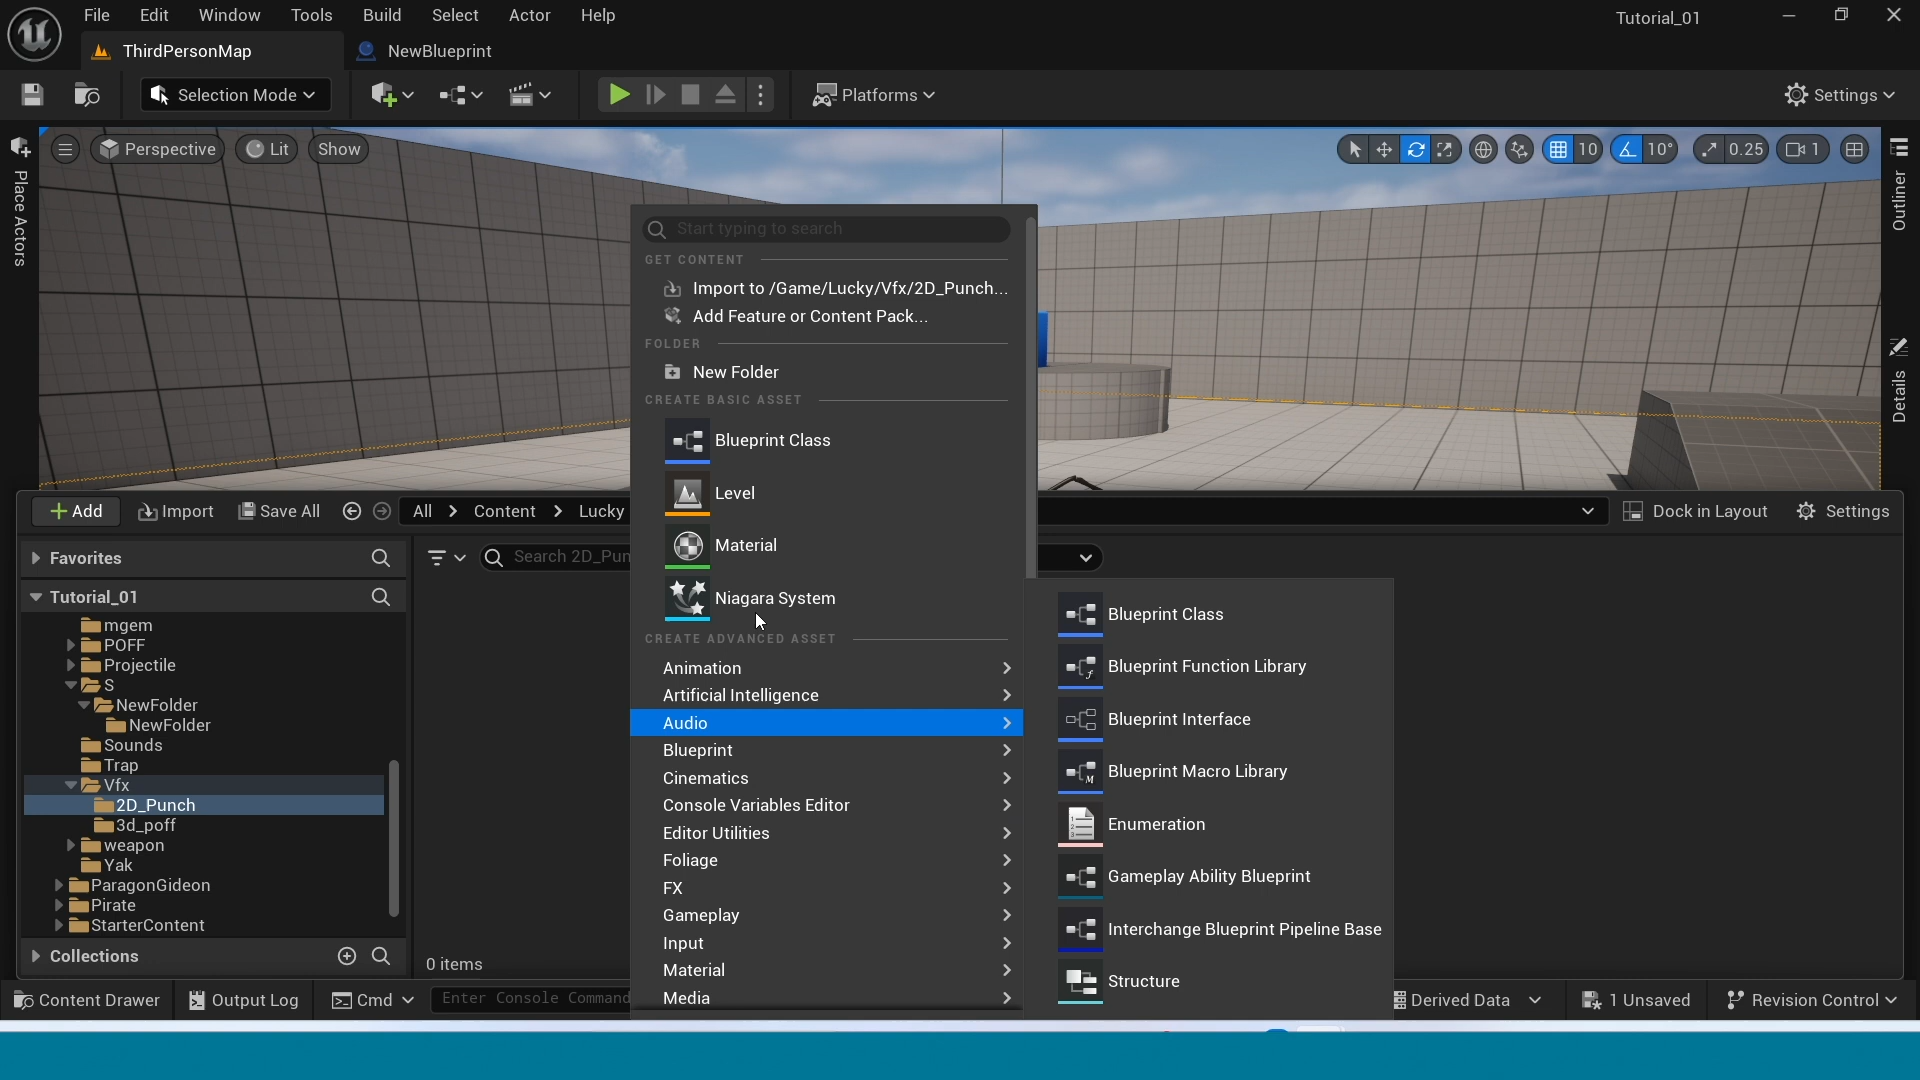 File Edit Window Tools Build Select Actor Help
Tutorial_01
ThirdPersonMap
NewBlueprint
Selection Mode
Platforms
Settings
Perspective
Lit
Show
10
10°
0.25
1
Place Actors
Outliner
Details
Start typing to search
GET CONTENT
Import to /Game/Lucky/Vfx/2D_Punch...
Add Feature or Content Pack...
FOLDER
New Folder
CREATE BASIC ASSET
Blueprint Class
Level
Material
Niagara System
CREATE ADVANCED ASSET
Animation
Artificial Intelligence
Audio
Blueprint
Cinematics
Console Variables Editor
Editor Utilities
Foliage
FX
Gameplay
Input
Material
Media
Blueprint Class
Blueprint Function Library
Blueprint Interface
Blueprint Macro Library
Enumeration
Gameplay Ability Blueprint
Interchange Blueprint Pipeline Base
Structure
Add
Import
Save All
All
Content
Lucky
Dock in Layout
Settings
Favorites
Search 2D_Pun
Tutorial_01
mgem
POFF
Projectile
S
NewFolder
NewFolder
Sounds
Trap
Vfx
2D_Punch
3d_poff
weapon
Yak
ParagonGideon
Pirate
StarterContent
Collections
0 items
Content Drawer
Output Log
Cmd
Enter Console Command
Derived Data
1 Unsaved
Revision Control